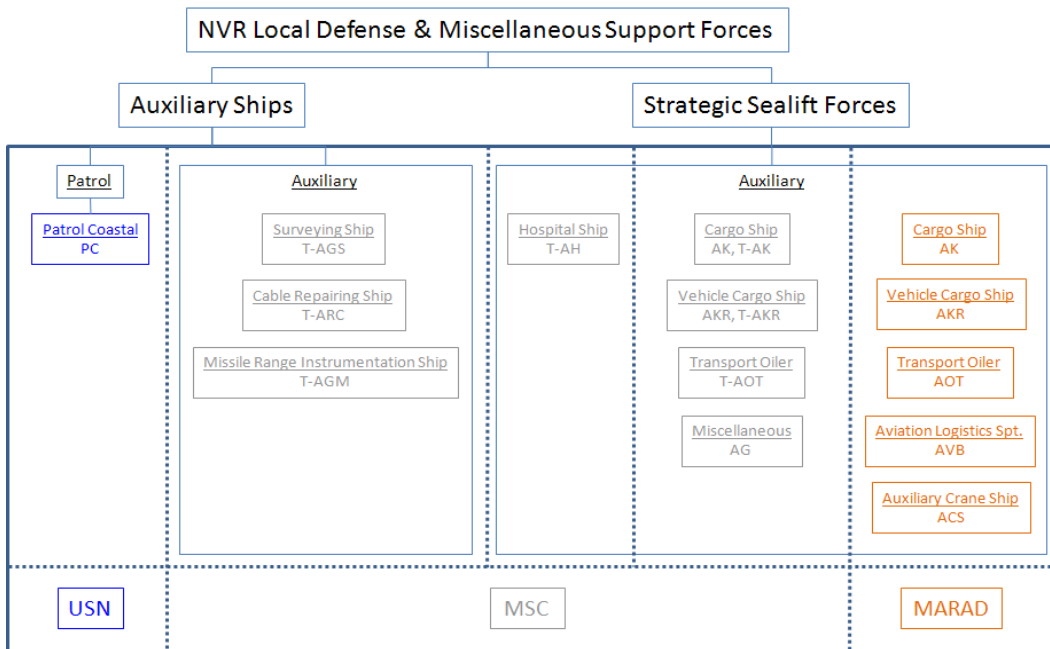 NVR Local Defense & Miscellaneous Support Forces
Auxiliary Ships
Strategic Sealift Forces
Patrol
Patrol Coastal
PC
Auxiliary
Surveying Ship
T-AGS
Cable Repairing Ship
T-ARC
Missile Range Instrumentation Ship
T-AGM
Auxiliary
Hospital Ship
T-AH
Cargo Ship
AK, T-AK
Vehicle Cargo Ship
AKR, T-AKR
Transport Oiler
T-AOT
Miscellaneous
AG
Cargo Ship
AK
Vehicle Cargo Ship
AKR
Transport Oiler
AOT
Aviation Logistics Spt.
AVB
Auxiliary Crane Ship
ACS
USN
MSC
MARAD